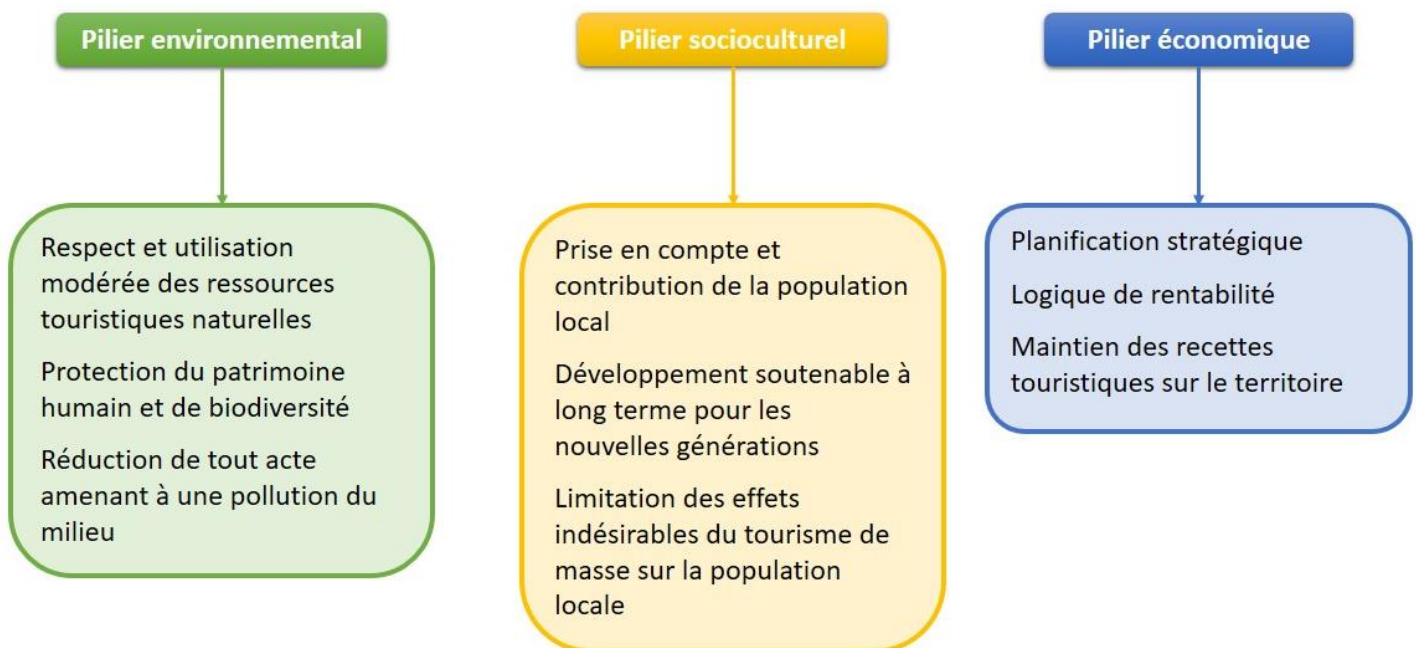 Pilier environnemental
Respect et utilisation
modérée des ressources
touristiques naturelles
Protection du patrimoine
humain et de biodiversité
Réduction de tout acte
amenant à une pollution du
milieu
Pilier socioculturel
Prise en compte et
contribution de la population
local
Développement soutenable à
long terme pour les
nouvelles générations
Limitation des effets
indésirables du tourisme de
masse sur la population
locale
Pilier économique
Planification stratégique
Logique de rentabilité
Maintien des recettes
touristiques sur le territoire